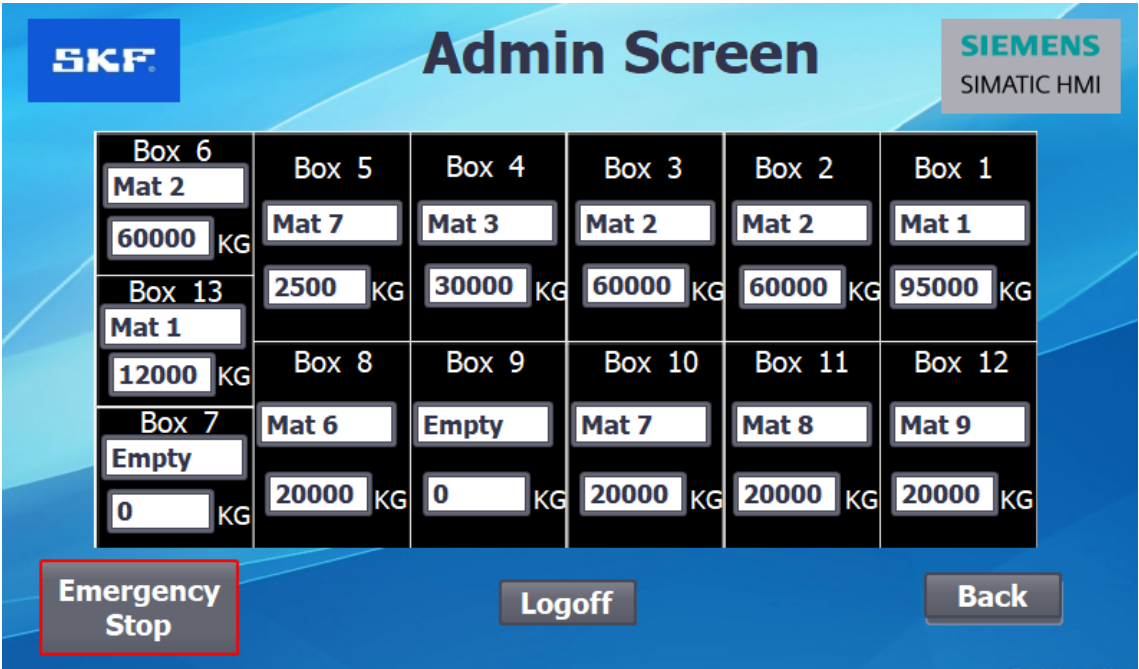 SKF.
Admin Screen
SIEMENS
SIMATIC HMI
Box 6
Mat 2
60000 KG
Box 5
Mat 7
2500 KG
Box 4
Mat 3
30000 KG
Box 3
Mat 2
60000 KG
Box 2
Mat 2
60000 KG
Box 1
Mat 1
95000 KG
Box 13
Mat 1
12000 KG
Box 7
Empty
0 KG
Box 8
Mat 6
20000 KG
Box 9
Empty
0 KG
Box 10
Mat 7
20000 KG
Box 11
Mat 8
20000 KG
Box 12
Mat 9
20000 KG
Emergency
Stop
Logoff
Back